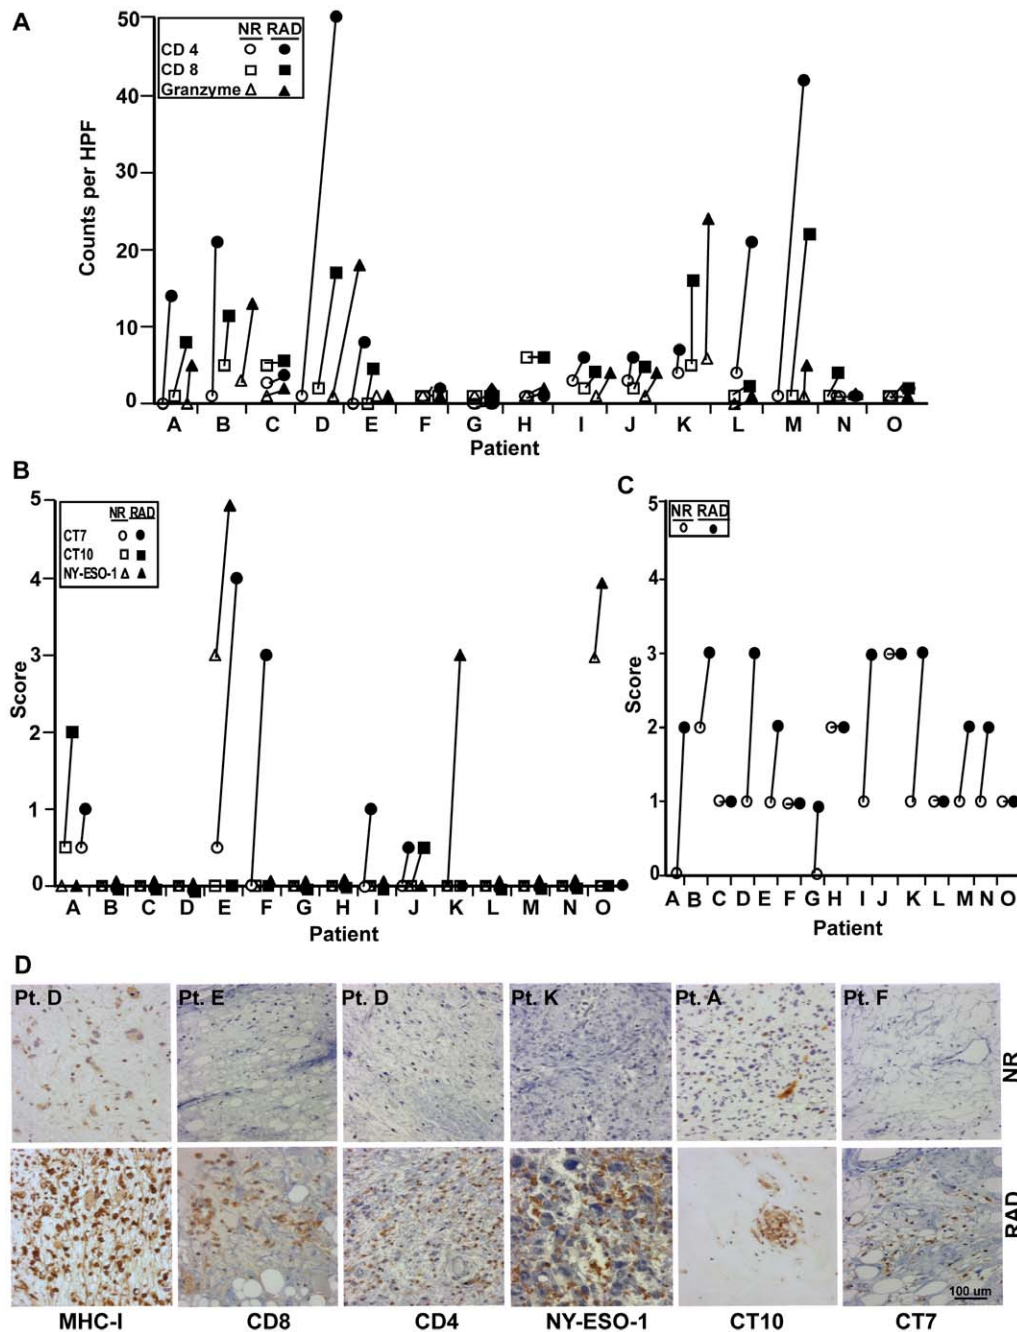 A
NR RAD
CD 4
CD 8
Granzyme
50
40
30
20
10
0
Counts per HPF
A B C D E F G H I J K L M N O
Patient
B
NR RAD
CT7
CT10
NY-ESO-1
5
4
3
2
1
0
Score
A B C D E F G H I J K L M N O
Patient
C
NR RAD
5
4
3
2
1
0
Score
A B C D E F G H I J K L M N O
Patient
D
Pt. D Pt. E Pt. D Pt. K Pt. A Pt. F
NR
RAD
100 um
MHC-I CD8 CD4 NY-ESO-1 CT10 CT7